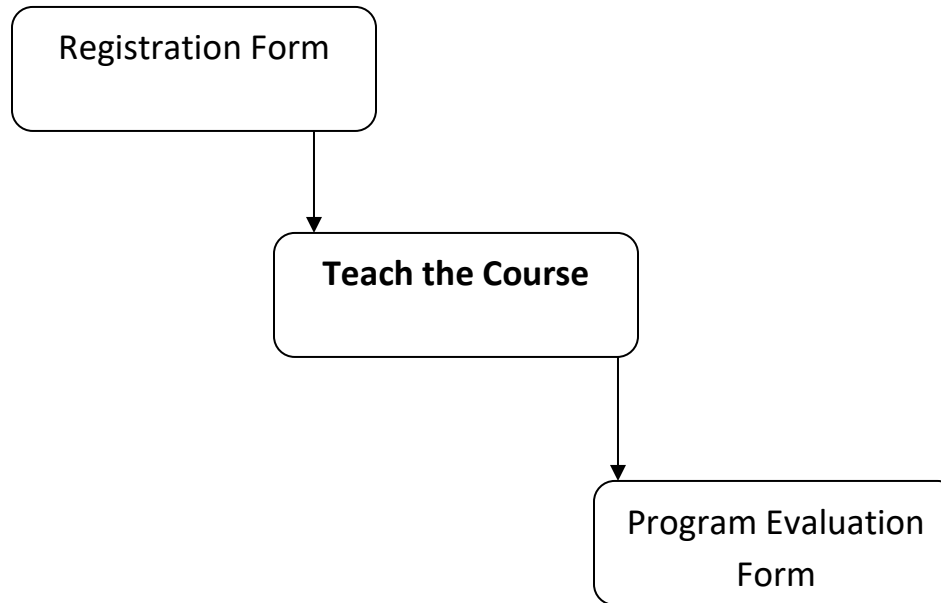 Registration Form
Teach the Course
Program Evaluation
Form